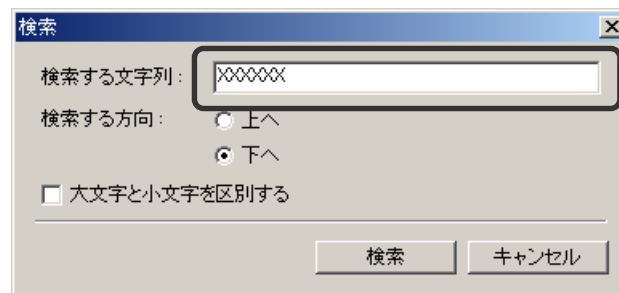 検索
検索する文字列： XXXXXX
検索する方向： 上へ
下へ
大文字と小文字を区別する
検索 キャンセル